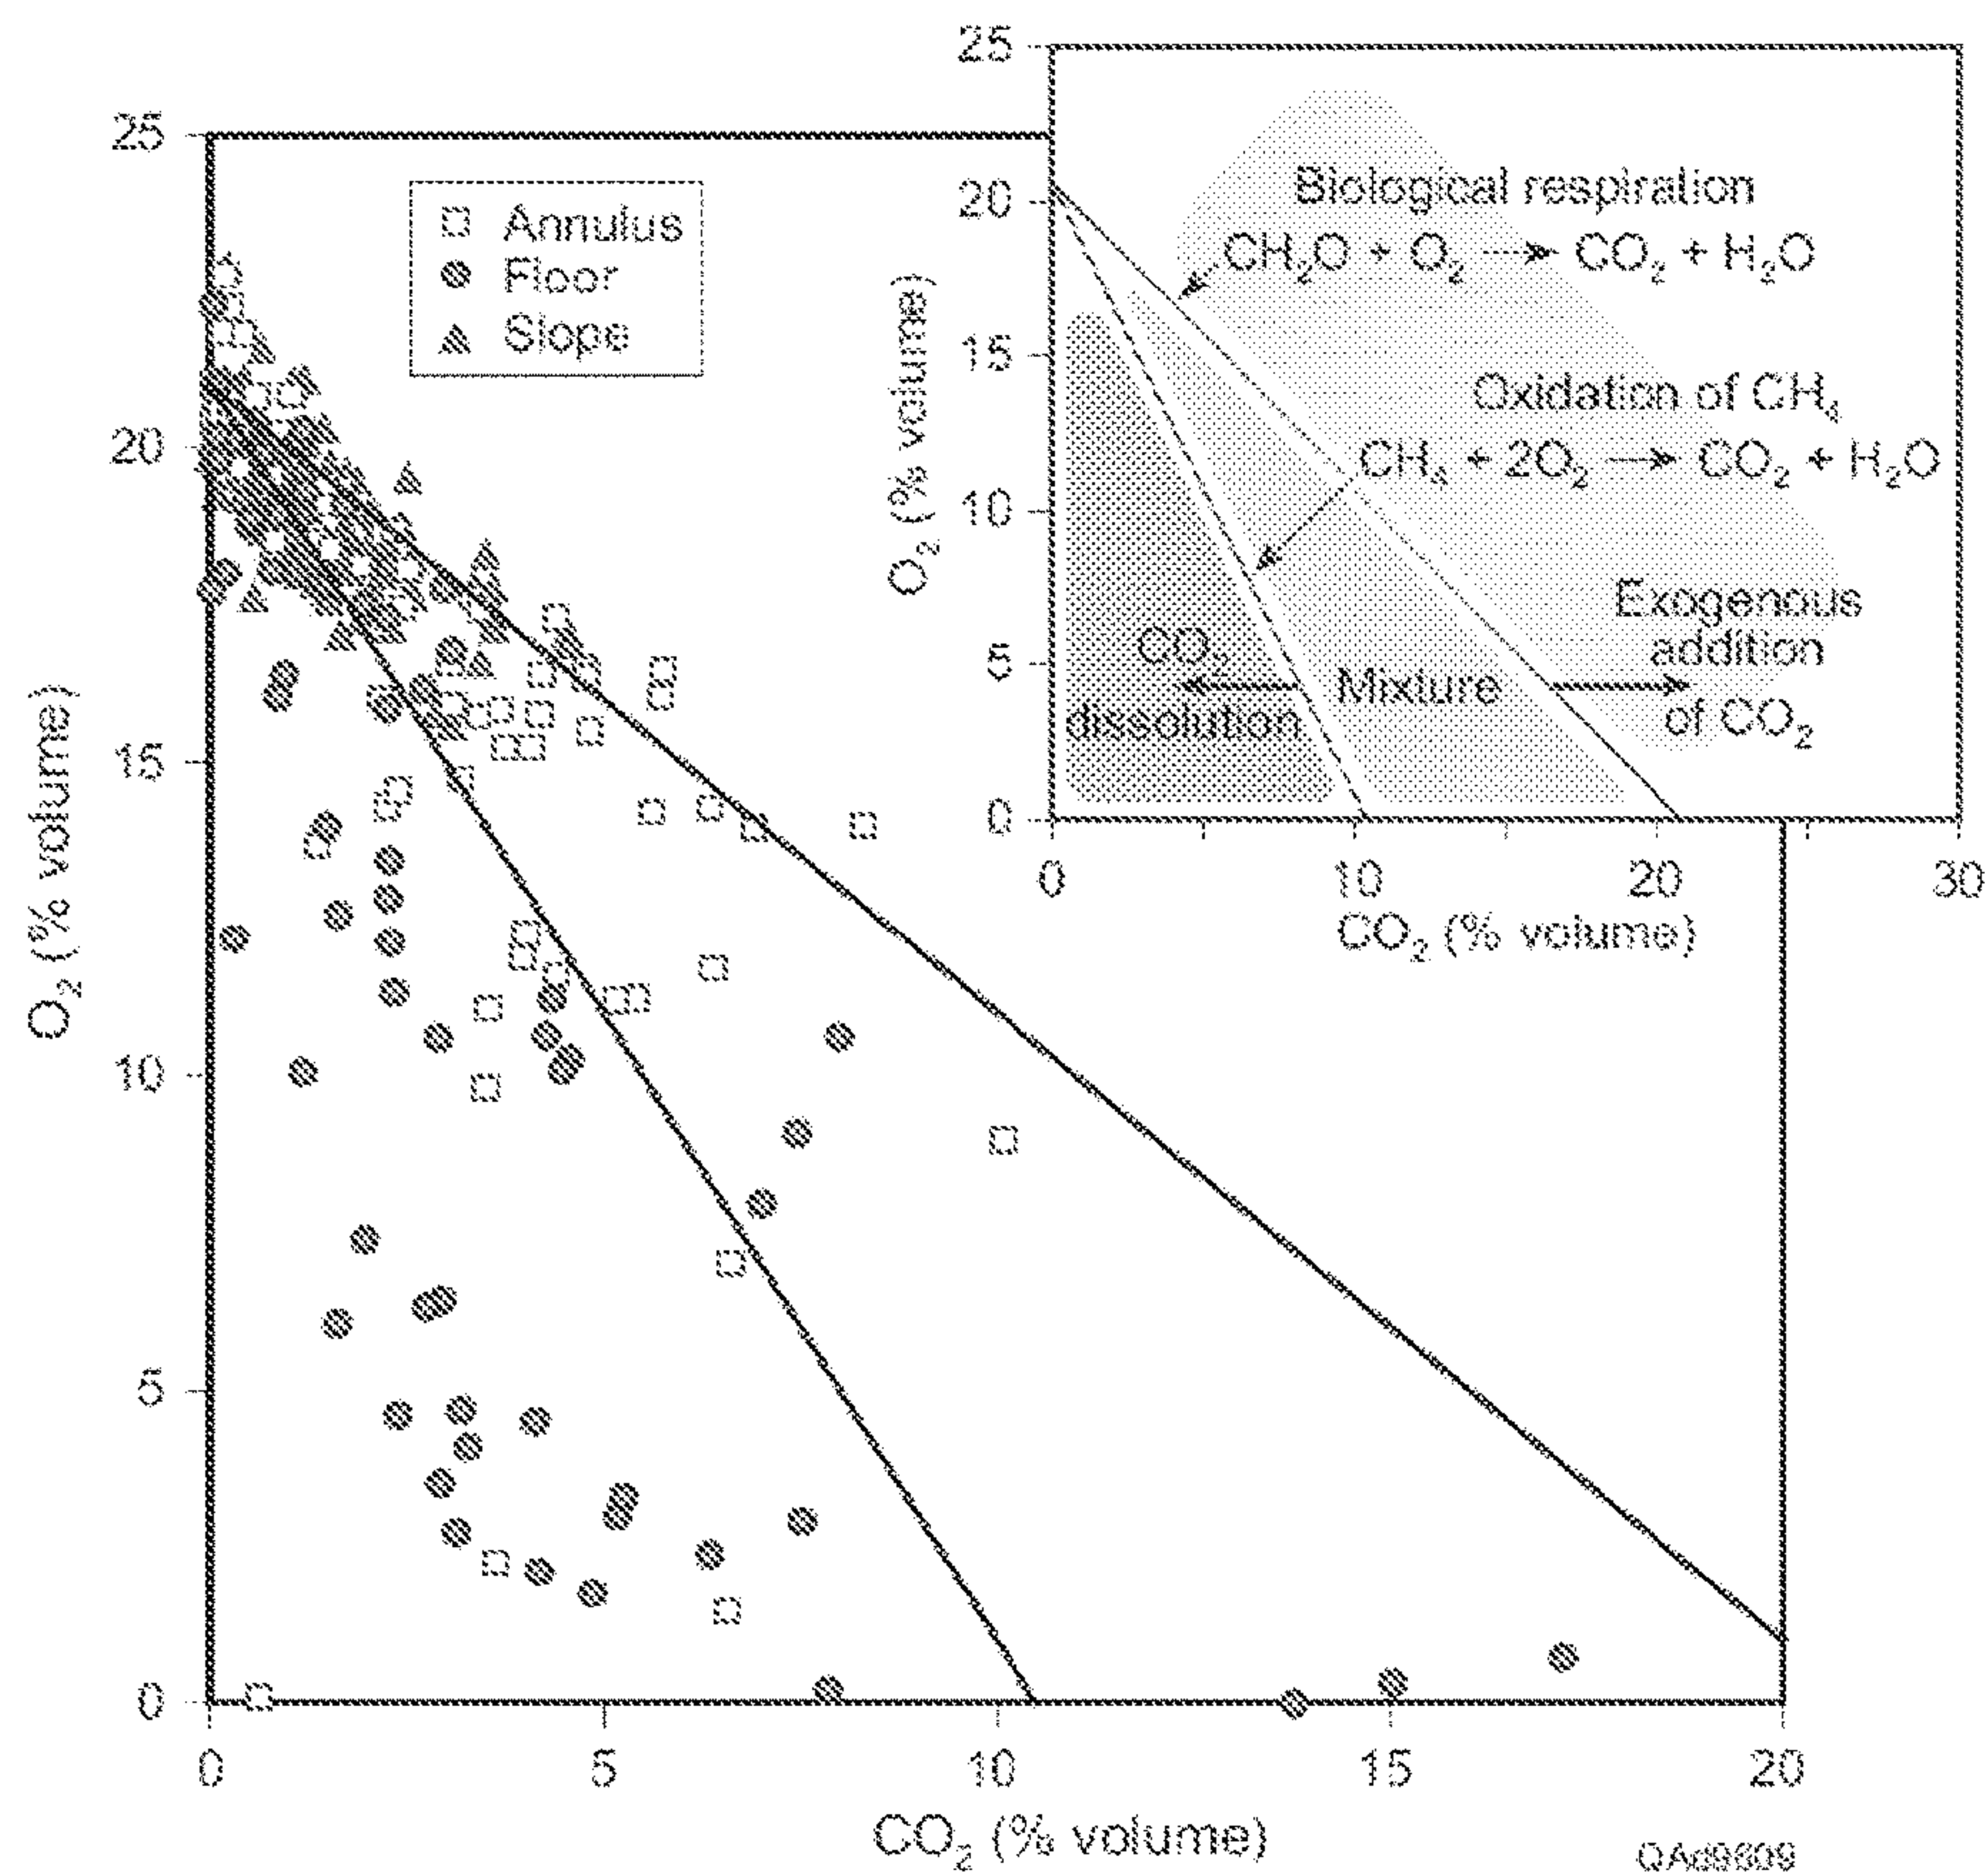 25
20
15
10
5
0
O₂ (% volume)
Annulus
Floor
Slope
0
5
10
15
20
CO₂ (% volume)
25
20
15
10
5
0
O₂ (% volume)
Biological respiration
CH₂O + O₂ → CO₂ + H₂O
Oxidation of CH₄
CH₄ + 2O₂ → CO₂ + H₂O
Exogenous
addition
of CO₂
CO₂
dissolution
Mixture
0
10
20
30
CO₂ (% volume)
QAd9609